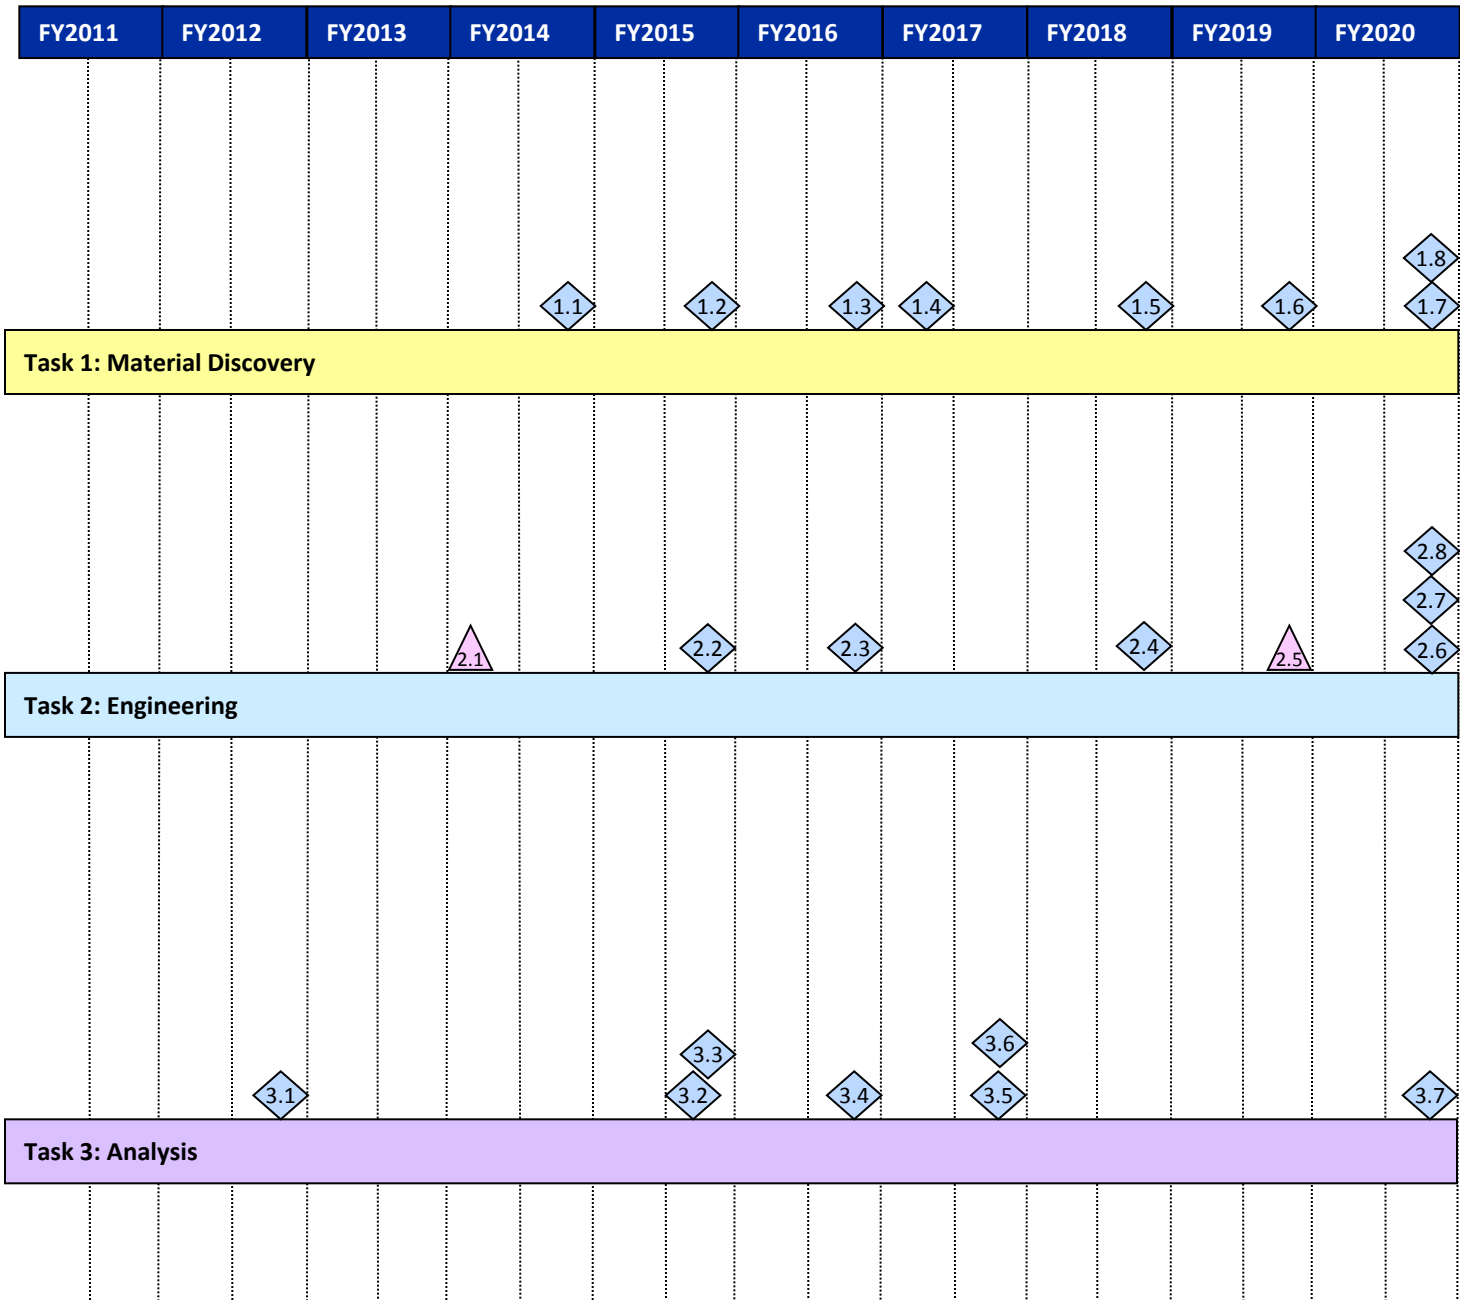 FY2011 FY2012 FY2013 FY2014 FY2015 FY2016 FY2017 FY2018 FY2019 FY2020
1.8
1.1 1.2 1.3 1.4 1.5 1.6 1.7
Task 1: Material Discovery
2.8
2.7
2.1 2.2 2.3 2.4 2.5 2.6
Task 2: Engineering
3.3 3.6
3.1 3.2 3.4 3.5 3.7
Task 3: Analysis